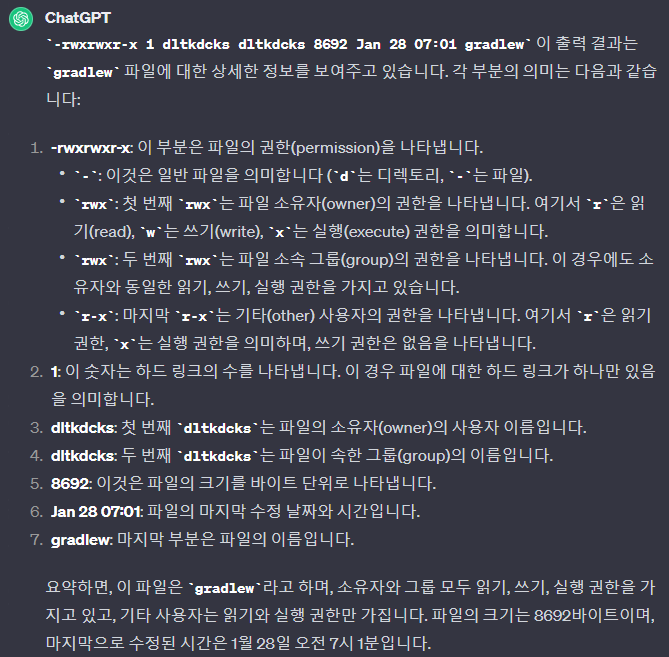 ChatGPT
`-rwxrwxr-x 1 dltkdcks dltkdcks 8692 Jan 28 07:01 gradlew` 이 출력 결과는
`gradlew` 파일에 대한 상세한 정보를 보여주고 있습니다. 각 부분의 의미는 다음과 같습
니다:
1. -rwxrwxr-x: 이 부분은 파일의 권한(permission)을 나타냅니다.
• `-`: 이것은 일반 파일을 의미합니다 (`d`는 디렉토리, `-`는 파일).
• `rwx`: 첫 번째 `rwx`는 파일 소유자(owner)의 권한을 나타냅니다. 여기서 `r`은 읽
기(read), `w`는 쓰기(write), `x`는 실행(execute) 권한을 의미합니다.
• `rwx`: 두 번째 `rwx`는 파일 소속 그룹(group)의 권한을 나타냅니다. 이 경우에도 소
유자와 동일한 읽기, 쓰기, 실행 권한을 가지고 있습니다.
• `r-x`: 마지막 `r-x`는 기타(other) 사용자의 권한을 나타냅니다. 여기서 `r`은 읽기
권한, `x`는 실행 권한을 의미하며, 쓰기 권한은 없음을 나타냅니다.
2. 1: 이 숫자는 하드 링크의 수를 나타냅니다. 이 경우 파일에 대한 하드 링크가 하나만 있음
을 의미합니다.
3. dltkdcks: 첫 번째 `dltkdcks`는 파일의 소유자(owner)의 사용자 이름입니다.
4. dltkdcks: 두 번째 `dltkdcks`는 파일이 속한 그룹(group)의 이름입니다.
5. 8692: 이것은 파일의 크기를 바이트 단위로 나타냅니다.
6. Jan 28 07:01: 파일의 마지막 수정 날짜와 시간입니다.
7. gradlew: 마지막 부분은 파일의 이름입니다.
요약하면, 이 파일은 `gradlew`라고 하며, 소유자와 그룹 모두 읽기, 쓰기, 실행 권한을 가
지고 있고, 기타 사용자는 읽기와 실행 권한만 가집니다. 파일의 크기는 8692바이트이며,
마지막으로 수정된 시간은 1월 28일 오전 7시 1분입니다.